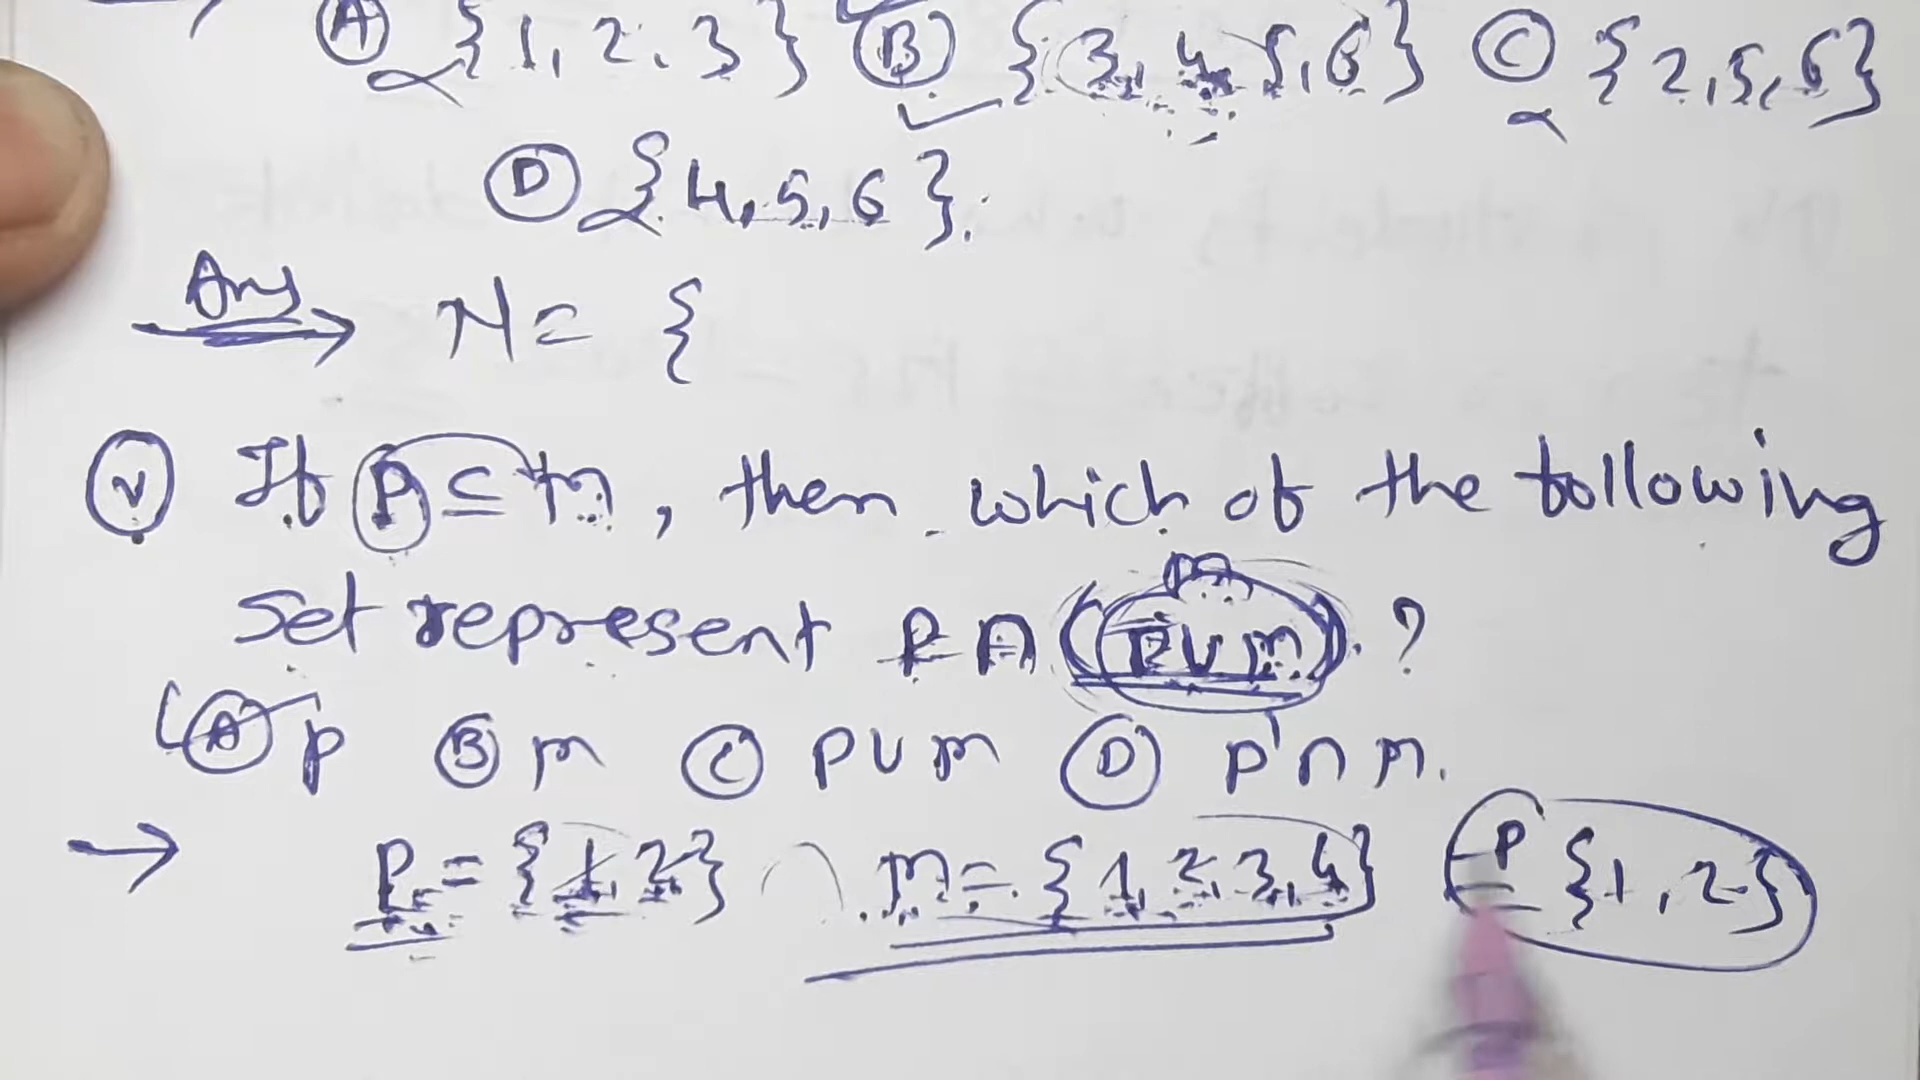 (A) {1, 2, 3} (B) {3, 4, 5, 6} (C) {2, 5, 6}
(D) {4, 5, 6}.
Ans → N = {
(v) If P ⊆ m, then which of the following
m
set represent P ∩ (P ∪ m).?
(A) P (B) m (C) P ∪ m (D) P' ∩ m.
→ P = {1, 2} ∩ m = {1, 2, 3, 4} P {1, 2}